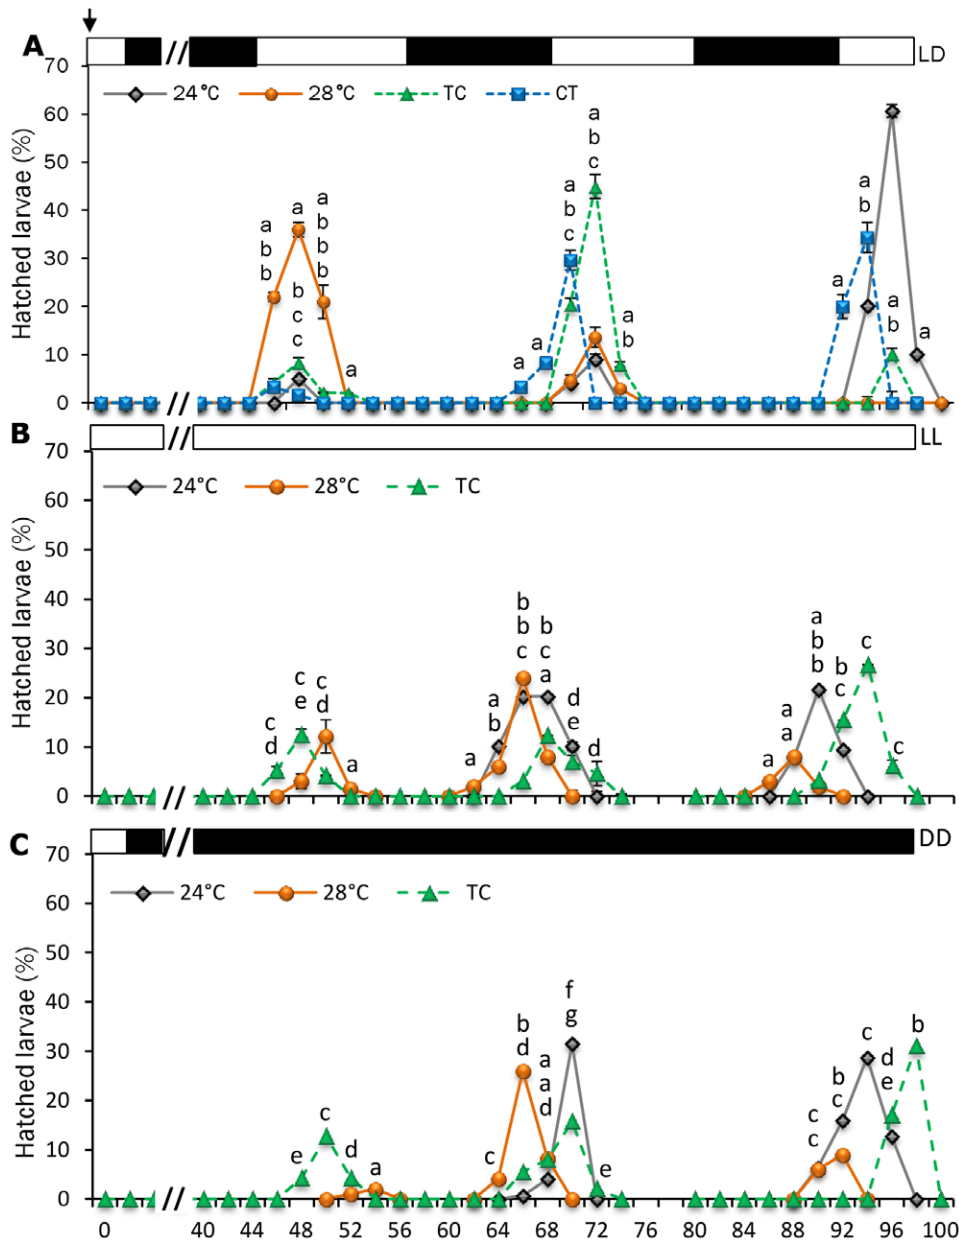 A
LD
Hatched larvae (%)
70
60
50
40
30
20
10
0
24°C 28°C TC CT
a b b
a
a b b b
b c c
a
a
a
a b c
a b c
a b
a
a b
a b
a
B
LL
Hatched larvae (%)
70
60
50
40
30
20
10
0
24°C 28°C TC
c d
c e
c d
a
a
a b
b b c
b c a
d e
d
a
a a
a b b
b c
c
c
C
DD
Hatched larvae (%)
70
60
50
40
30
20
10
0
24°C 28°C TC
e
c
d
a
c
b d
a a d
f g
e
c c
b c
c
d e
b
0 40 44 48 52 56 60 64 68 72 76 80 84 88 92 96 100